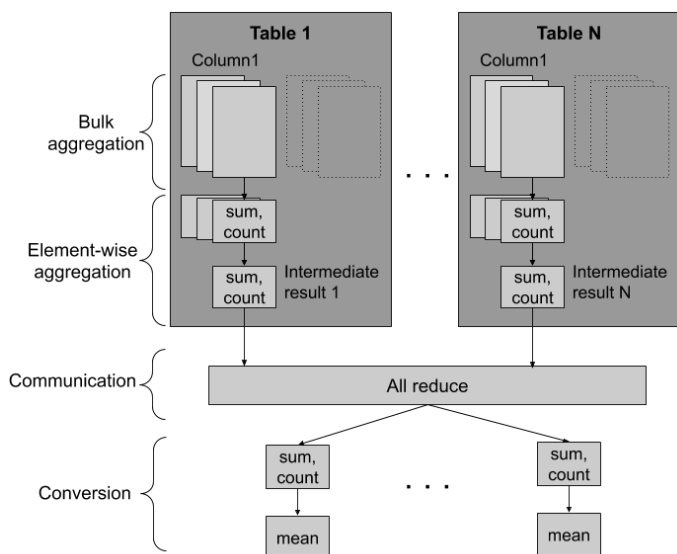 Table 1
Table N
Column1
Column1
Bulk
aggregation
. . .
sum,
count
sum,
count
Element-wise
aggregation
sum,
count
Intermediate
result 1
sum,
count
Intermediate
result N
Communication
All reduce
sum,
count
sum,
count
. . .
Conversion
mean
mean